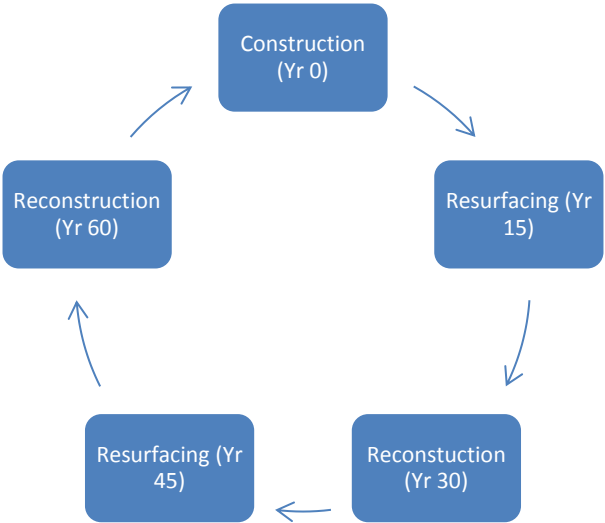 Construction
(Yr 0)
Resurfacing (Yr
15)
Reconstuction
(Yr 30)
Resurfacing (Yr
45)
Reconstruction
(Yr 60)